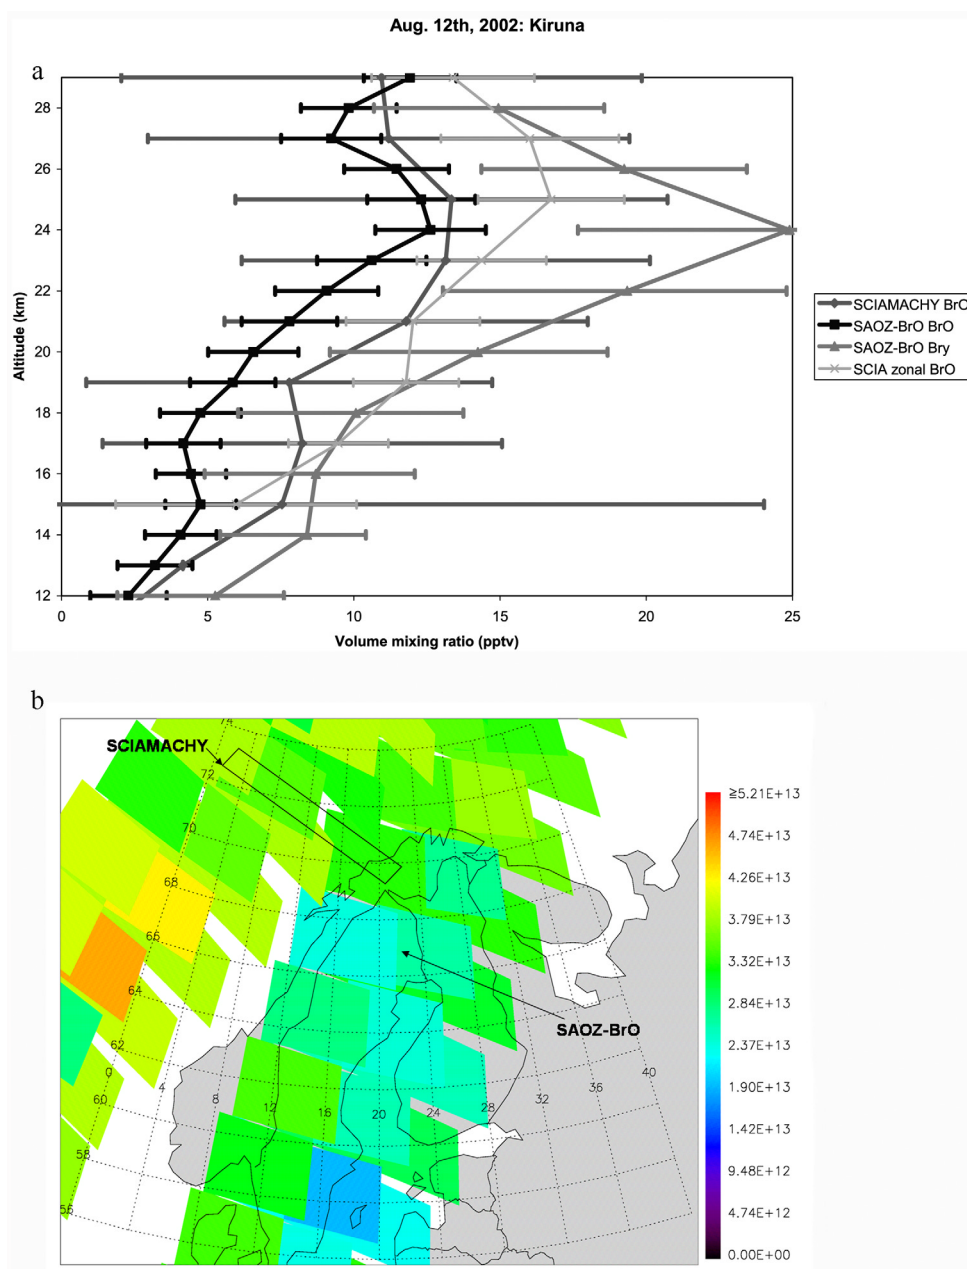 Aug. 12th, 2002: Kiruna
a
28
26
24
22
20
18
16
14
12
Altitude (km)
0 5 10 15 20 25
Volume mixing ratio (pptv)
SCIAMACHY BrO
SAOZ-BrO BrO
SAOZ-BrO Bry
SCIA zonal BrO
b
74
SCIAMACHY
72
70
68
66
64
62
0
60
4
8
12
16
20
24
28
32
36
40
58
56
SAOZ-BrO
≥5.21E+13
4.74E+13
4.26E+13
3.79E+13
3.32E+13
2.84E+13
2.37E+13
1.90E+13
1.42E+13
9.48E+12
4.74E+12
0.00E+00